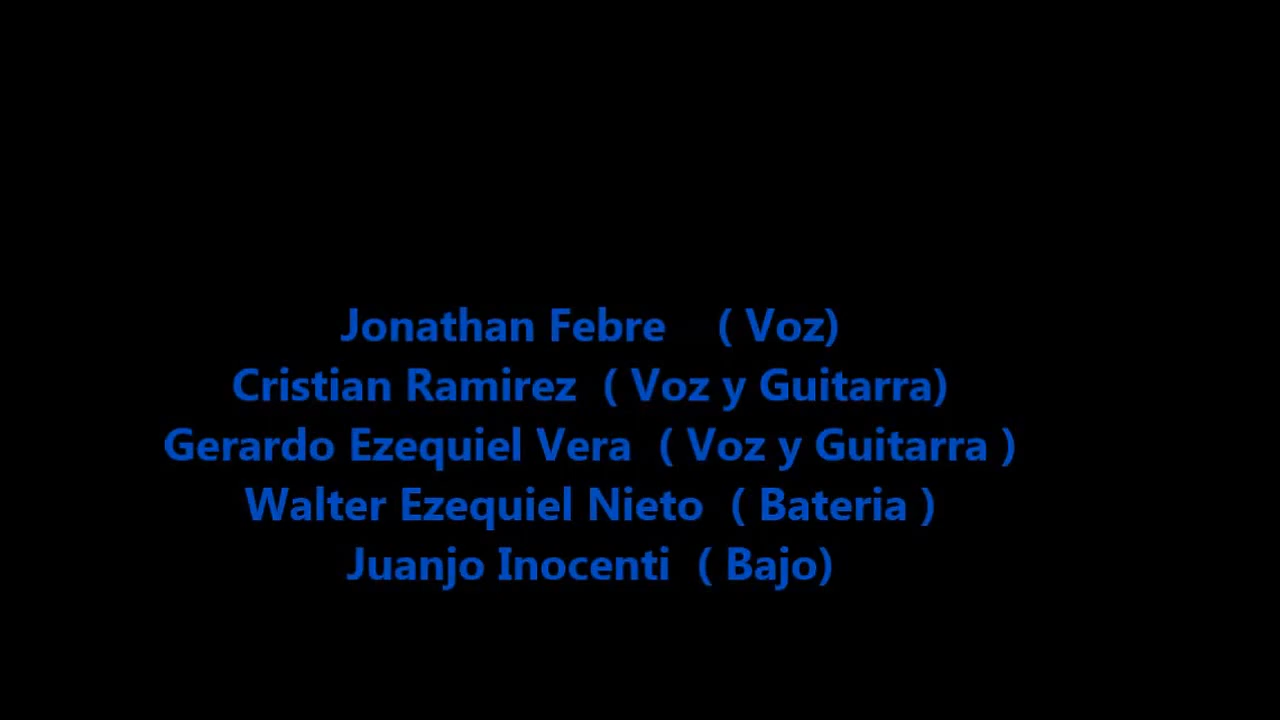 Jonathan Febre ( Voz)
Cristian Ramirez ( Voz y Guitarra)
Gerardo Ezequiel Vera ( Voz y Guitarra )
Walter Ezequiel Nieto ( Bateria )
Juanjo Inocenti ( Bajo)